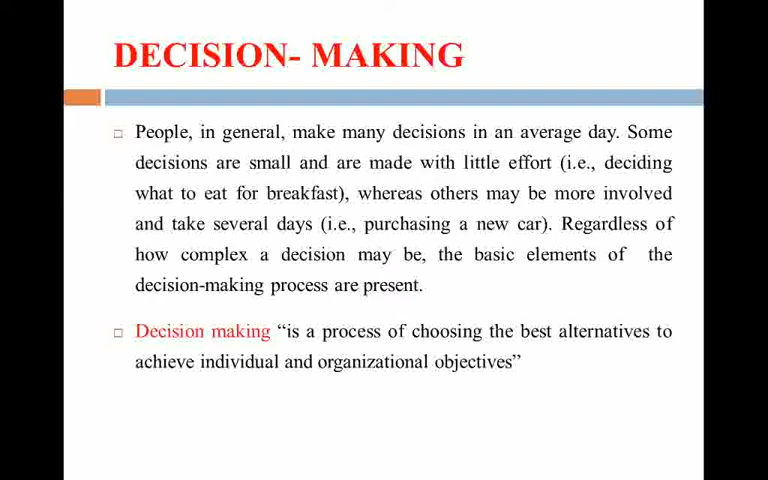 DECISION- MAKING
People, in general, make many decisions in an average day. Some
decisions are small and are made with little effort (i.e., deciding
what to eat for breakfast), whereas others may be more involved
and take several days (i.e., purchasing a new car). Regardless of
how complex a decision may be, the basic elements of the
decision-making process are present.
Decision making “is a process of choosing the best alternatives to
achieve individual and organizational objectives”